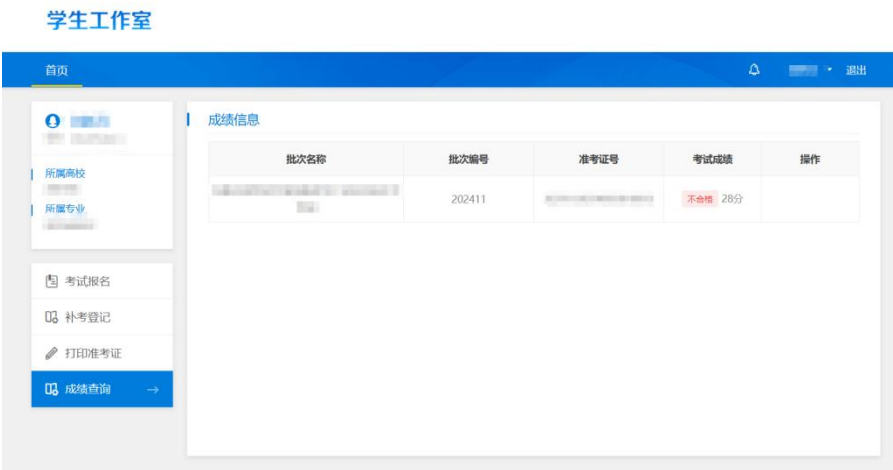 学生工作室
首页
退出
所属高校
所属专业
考试报名
补考登记
打印准考证
成绩查询
成绩信息
批次名称 批次编号 准考证号 考试成绩 操作
202411 不合格 28分